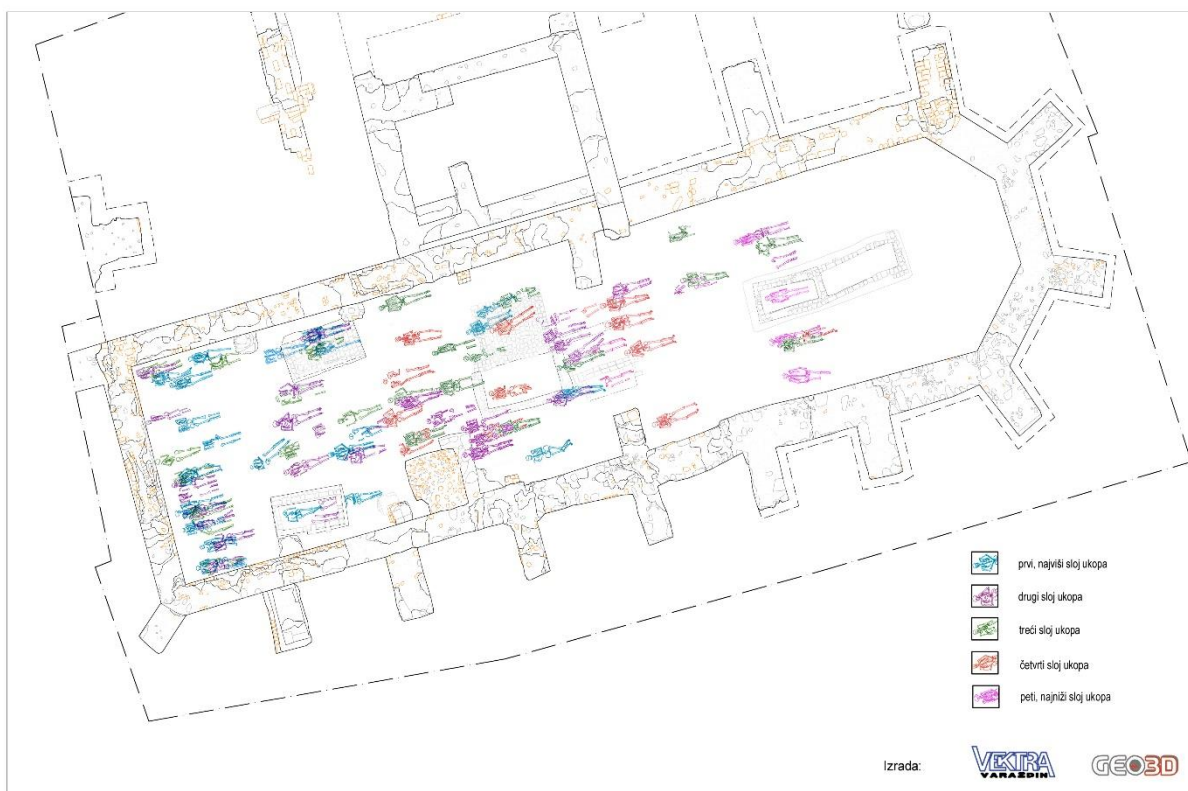 prvi, najviši sloj ukopa
drugi sloj ukopa
treći sloj ukopa
četvrti sloj ukopa
peti, najniži sloj ukopa
Izrada:
VEKTRA
VARAŽDIN
GEO3D